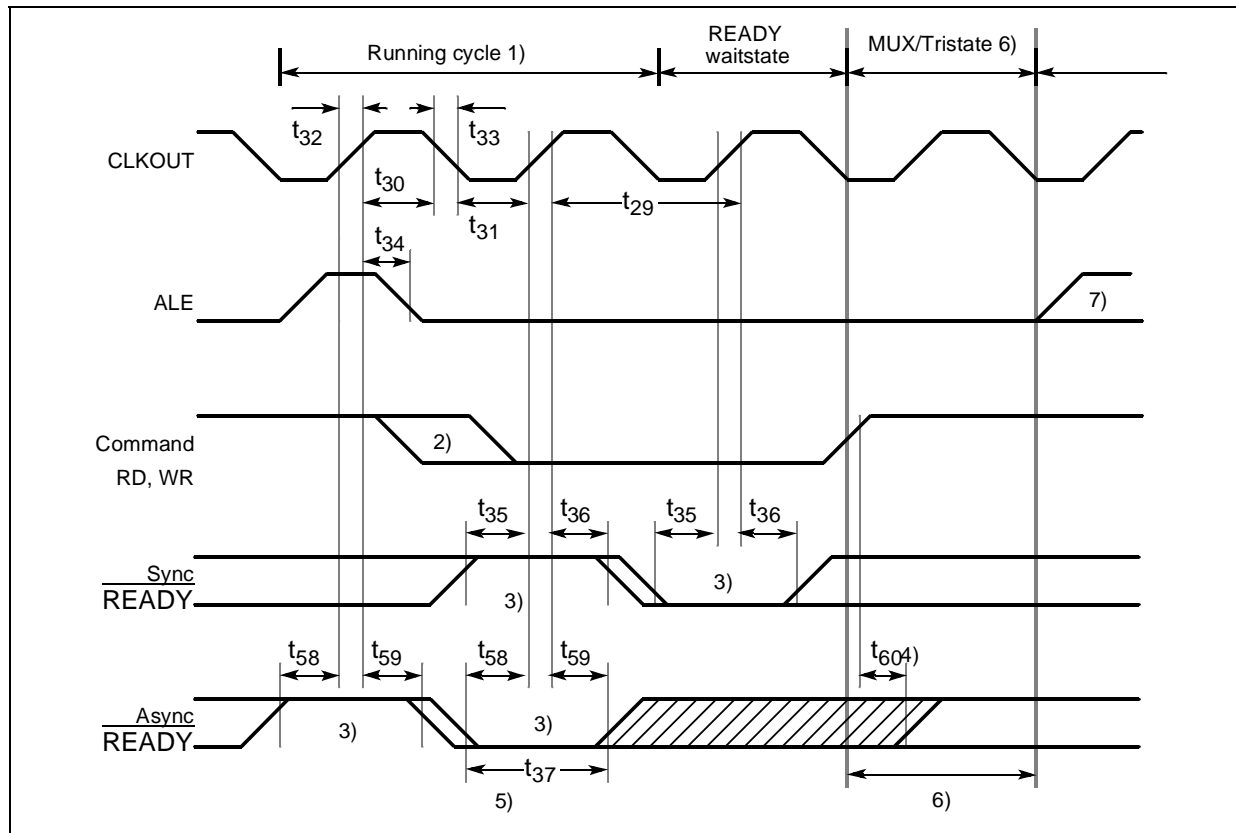 READY
Running cycle 1)
waitstate
MUX/Tristate 6)
t32
t33
CLKOUT
t30
t31
t29
t34
ALE
7)
Command
2)
RD, WR
t35
t36
t35
t36
Sync
READY
3)
3)
t58
t59
t58
t59
t604)
Async
READY
3)
3)
t37
5)
6)